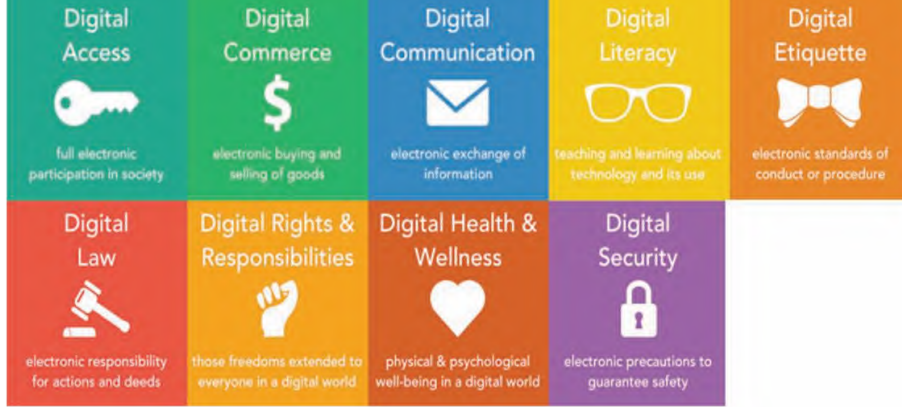 Digital
Access
full electronic
participation in society
Digital
Commerce
$
electronic buying and
selling of goods
Digital
Communication
electronic exchange of
information
Digital
Literacy
teaching and learning about
technology and its use
Digital
Etiquette
electronic standards of
conduct or procedure
Digital
Law
electronic responsibility
for actions and deeds
Digital Rights &
Responsibilities
those freedoms extended to
everyone in a digital world
Digital Health &
Wellness
physical & psychological
well-being in a digital world
Digital
Security
electronic precautions to
guarantee safety